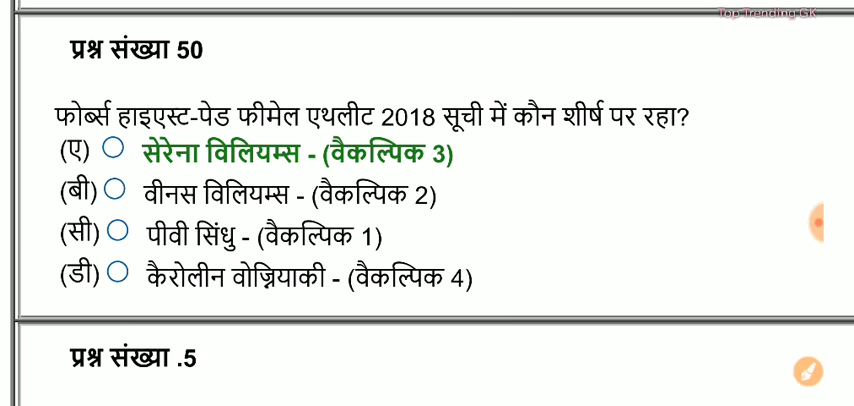 Top Trending GK
प्रश्न संख्या 50
फोर्ब्स हाइएस्ट-पेड फीमेल एथलीट 2018 सूची में कौन शीर्ष पर रहा?
(ए) सेरेना विलियम्स - (वैकल्पिक 3)
(बी) वीनस विलियम्स - (वैकल्पिक 2)
(सी) पीवी सिंधु - (वैकल्पिक 1)
(डी) कैरोलीन वोज्नियाकी - (वैकल्पिक 4)
प्रश्न संख्या .5